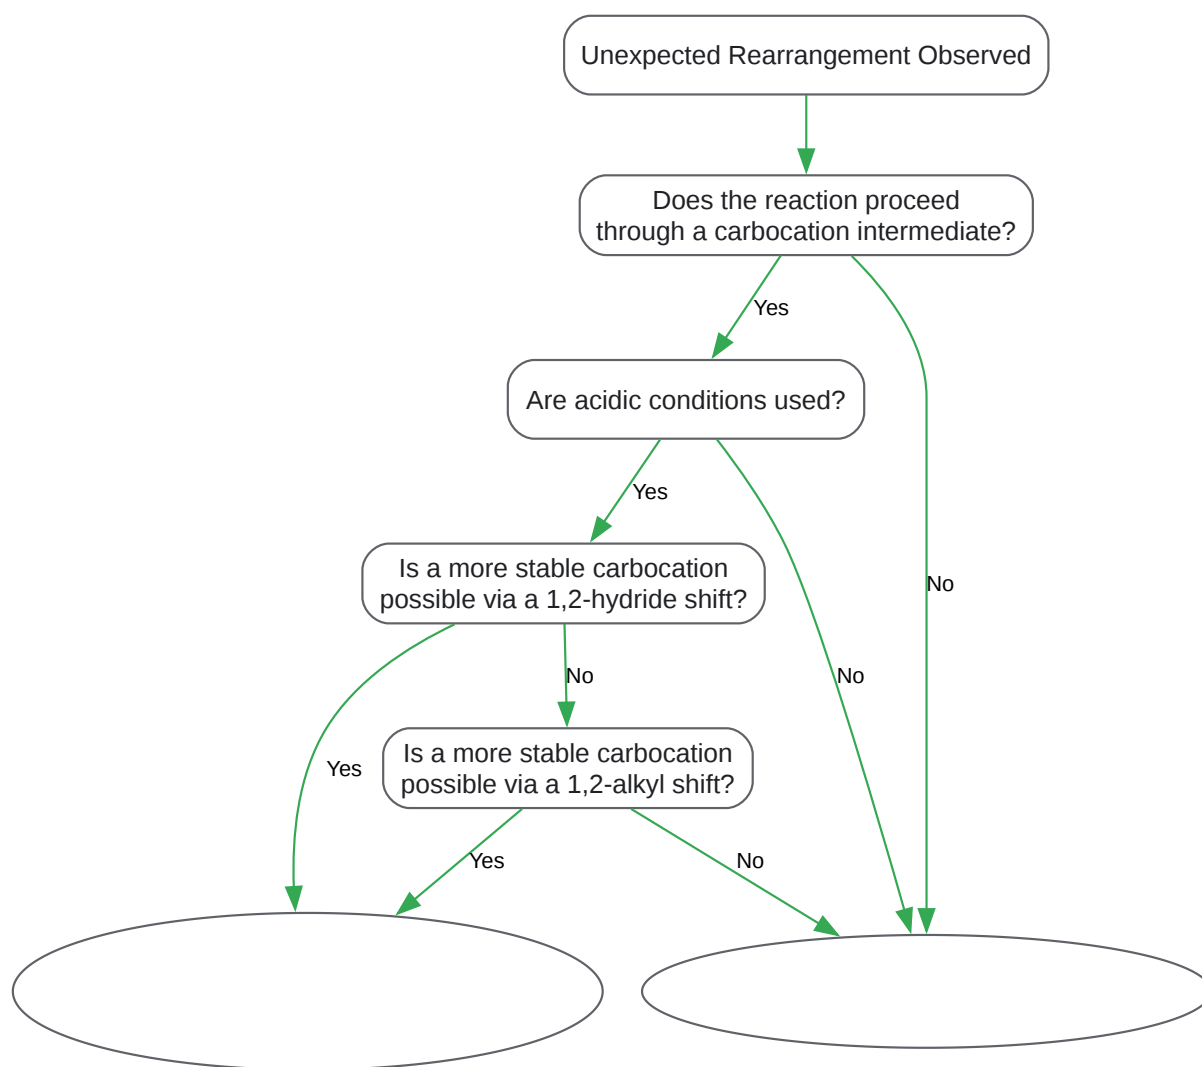 Unexpected Rearrangement Observed
Does the reaction proceed
through a carbocation intermediate?
Yes
Are acidic conditions used?
Yes
No
Is a more stable carbocation
possible via a 1,2-hydride shift?
No
No
Yes
Is a more stable carbocation
possible via a 1,2-alkyl shift?
Yes
No